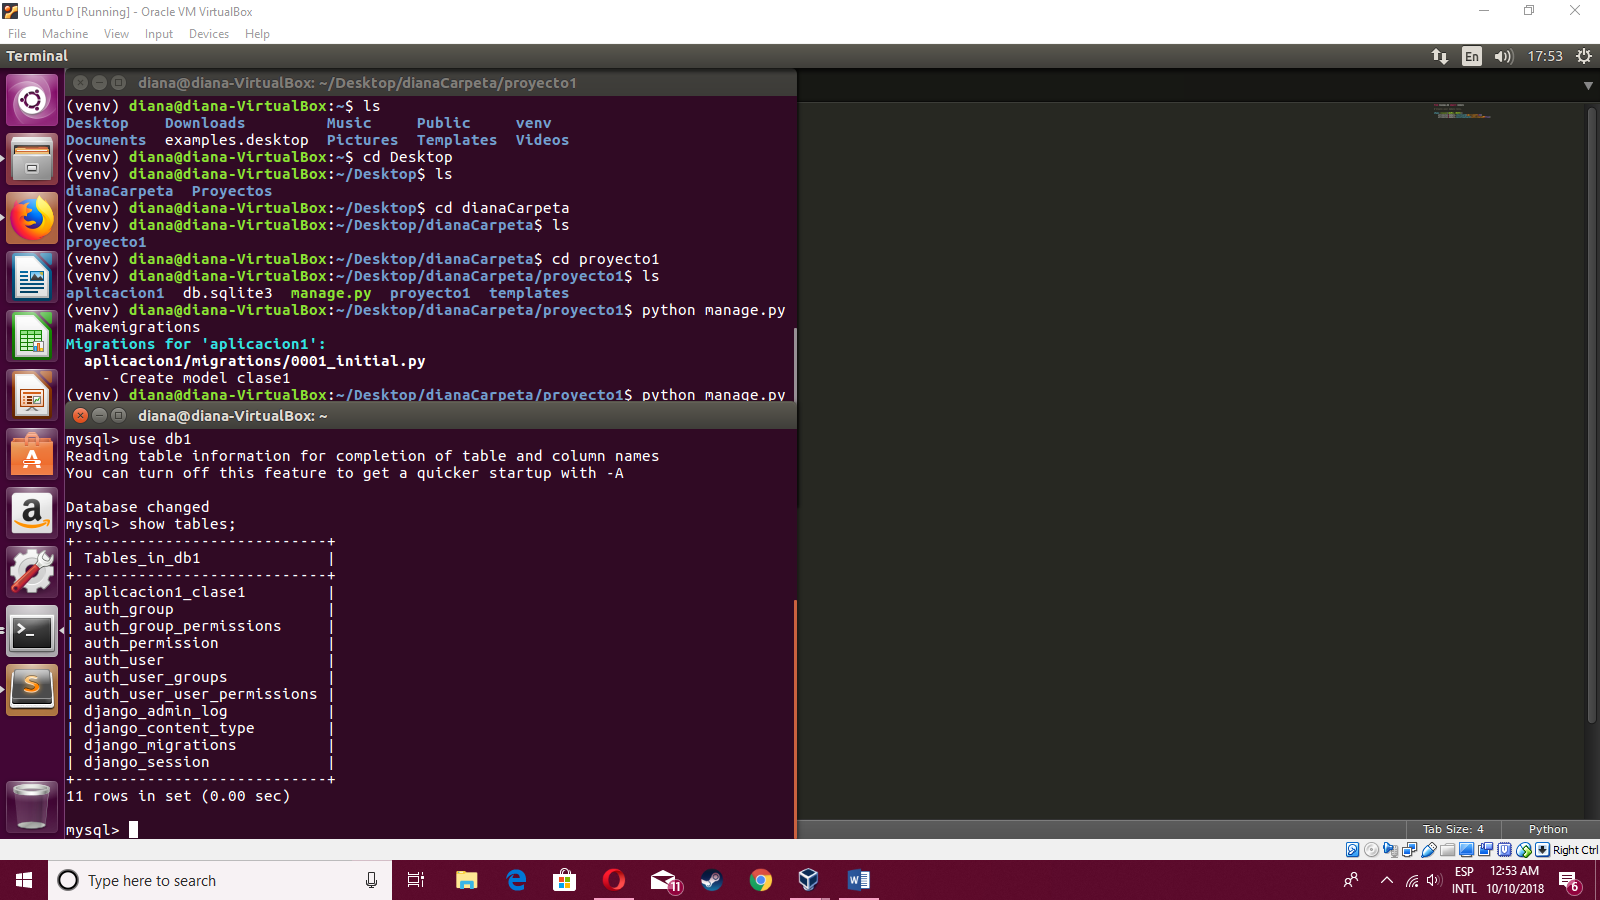 Ubuntu D [Running] - Oracle VM VirtualBox
File Machine View Input Devices Help
Terminal
En
17:53
diana@diana-VirtualBox: ~/Desktop/dianaCarpeta/proyecto1
(venv) diana@diana-VirtualBox:~$ ls
Desktop Downloads Music Public venv
Documents examples.desktop Pictures Templates Videos
(venv) diana@diana-VirtualBox:~$ cd Desktop
(venv) diana@diana-VirtualBox:~/Desktop$ ls
dianaCarpeta Proyectos
(venv) diana@diana-VirtualBox:~/Desktop$ cd dianaCarpeta
(venv) diana@diana-VirtualBox:~/Desktop/dianaCarpeta$ ls
proyecto1
(venv) diana@diana-VirtualBox:~/Desktop/dianaCarpeta$ cd proyecto1
(venv) diana@diana-VirtualBox:~/Desktop/dianaCarpeta/proyecto1$ ls
aplicacion1 db.sqlite3 manage.py proyecto1 templates
(venv) diana@diana-VirtualBox:~/Desktop/dianaCarpeta/proyecto1$ python manage.py
makemigrations
Migrations for 'aplicacion1':
aplicacion1/migrations/0001_initial.py
- Create model clase1
(venv) diana@diana-VirtualBox:~/Desktop/dianaCarpeta/proyecto1$ python manage.py
diana@diana-VirtualBox: ~
mysql> use db1
Reading table information for completion of table and column names
You can turn off this feature to get a quicker startup with -A
Database changed
mysql> show tables;
+----------------------------+
| Tables_in_db1 |
+----------------------------+
| aplicacion1_clase1 |
| auth_group |
| auth_group_permissions |
| auth_permission |
| auth_user |
| auth_user_groups |
| auth_user_user_permissions |
| django_admin_log |
| django_content_type |
| django_migrations |
| django_session |
+----------------------------+
11 rows in set (0.00 sec)
mysql>
Tab Size: 4 Python
Right Ctrl
Type here to search
11
ESP
INTL
12:53 AM
10/10/2018
6